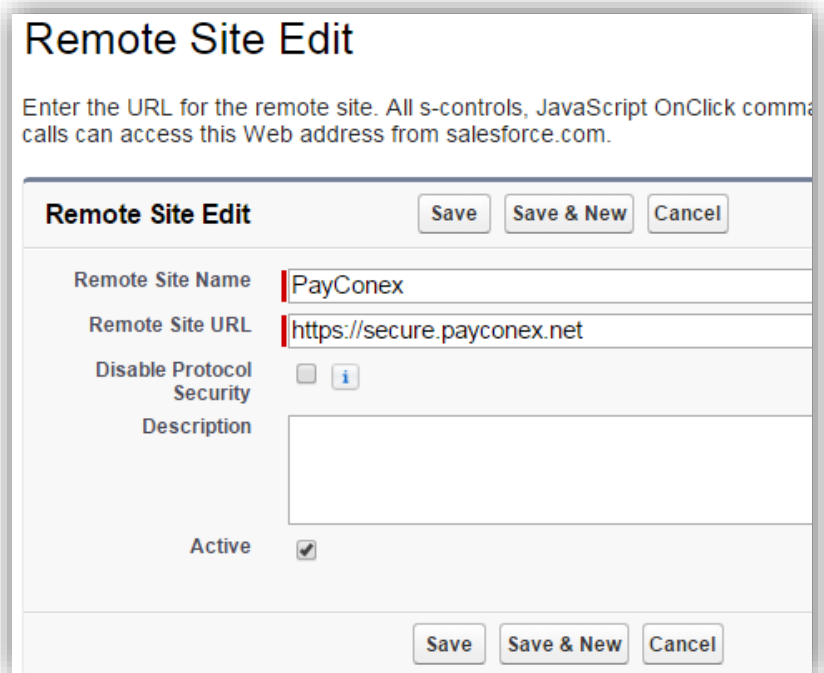 Remote Site Edit
Enter the URL for the remote site. All s-controls, JavaScript OnClick
calls can access this Web address from salesforce.com.
Remote Site Edit Save Save & New Cancel
Remote Site Name PayConex
Remote Site URL https://secure.payconex.net
Disable Protocol
Security i
Description
Active
Save Save & New Cancel